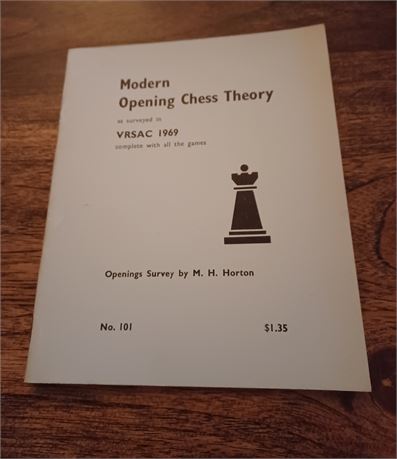 Modern
Opening Chess Theory
as surveyed in
VRSAC 1969
complete with all the games
Openings Survey by M. H. Horton
No. 101
$1.35